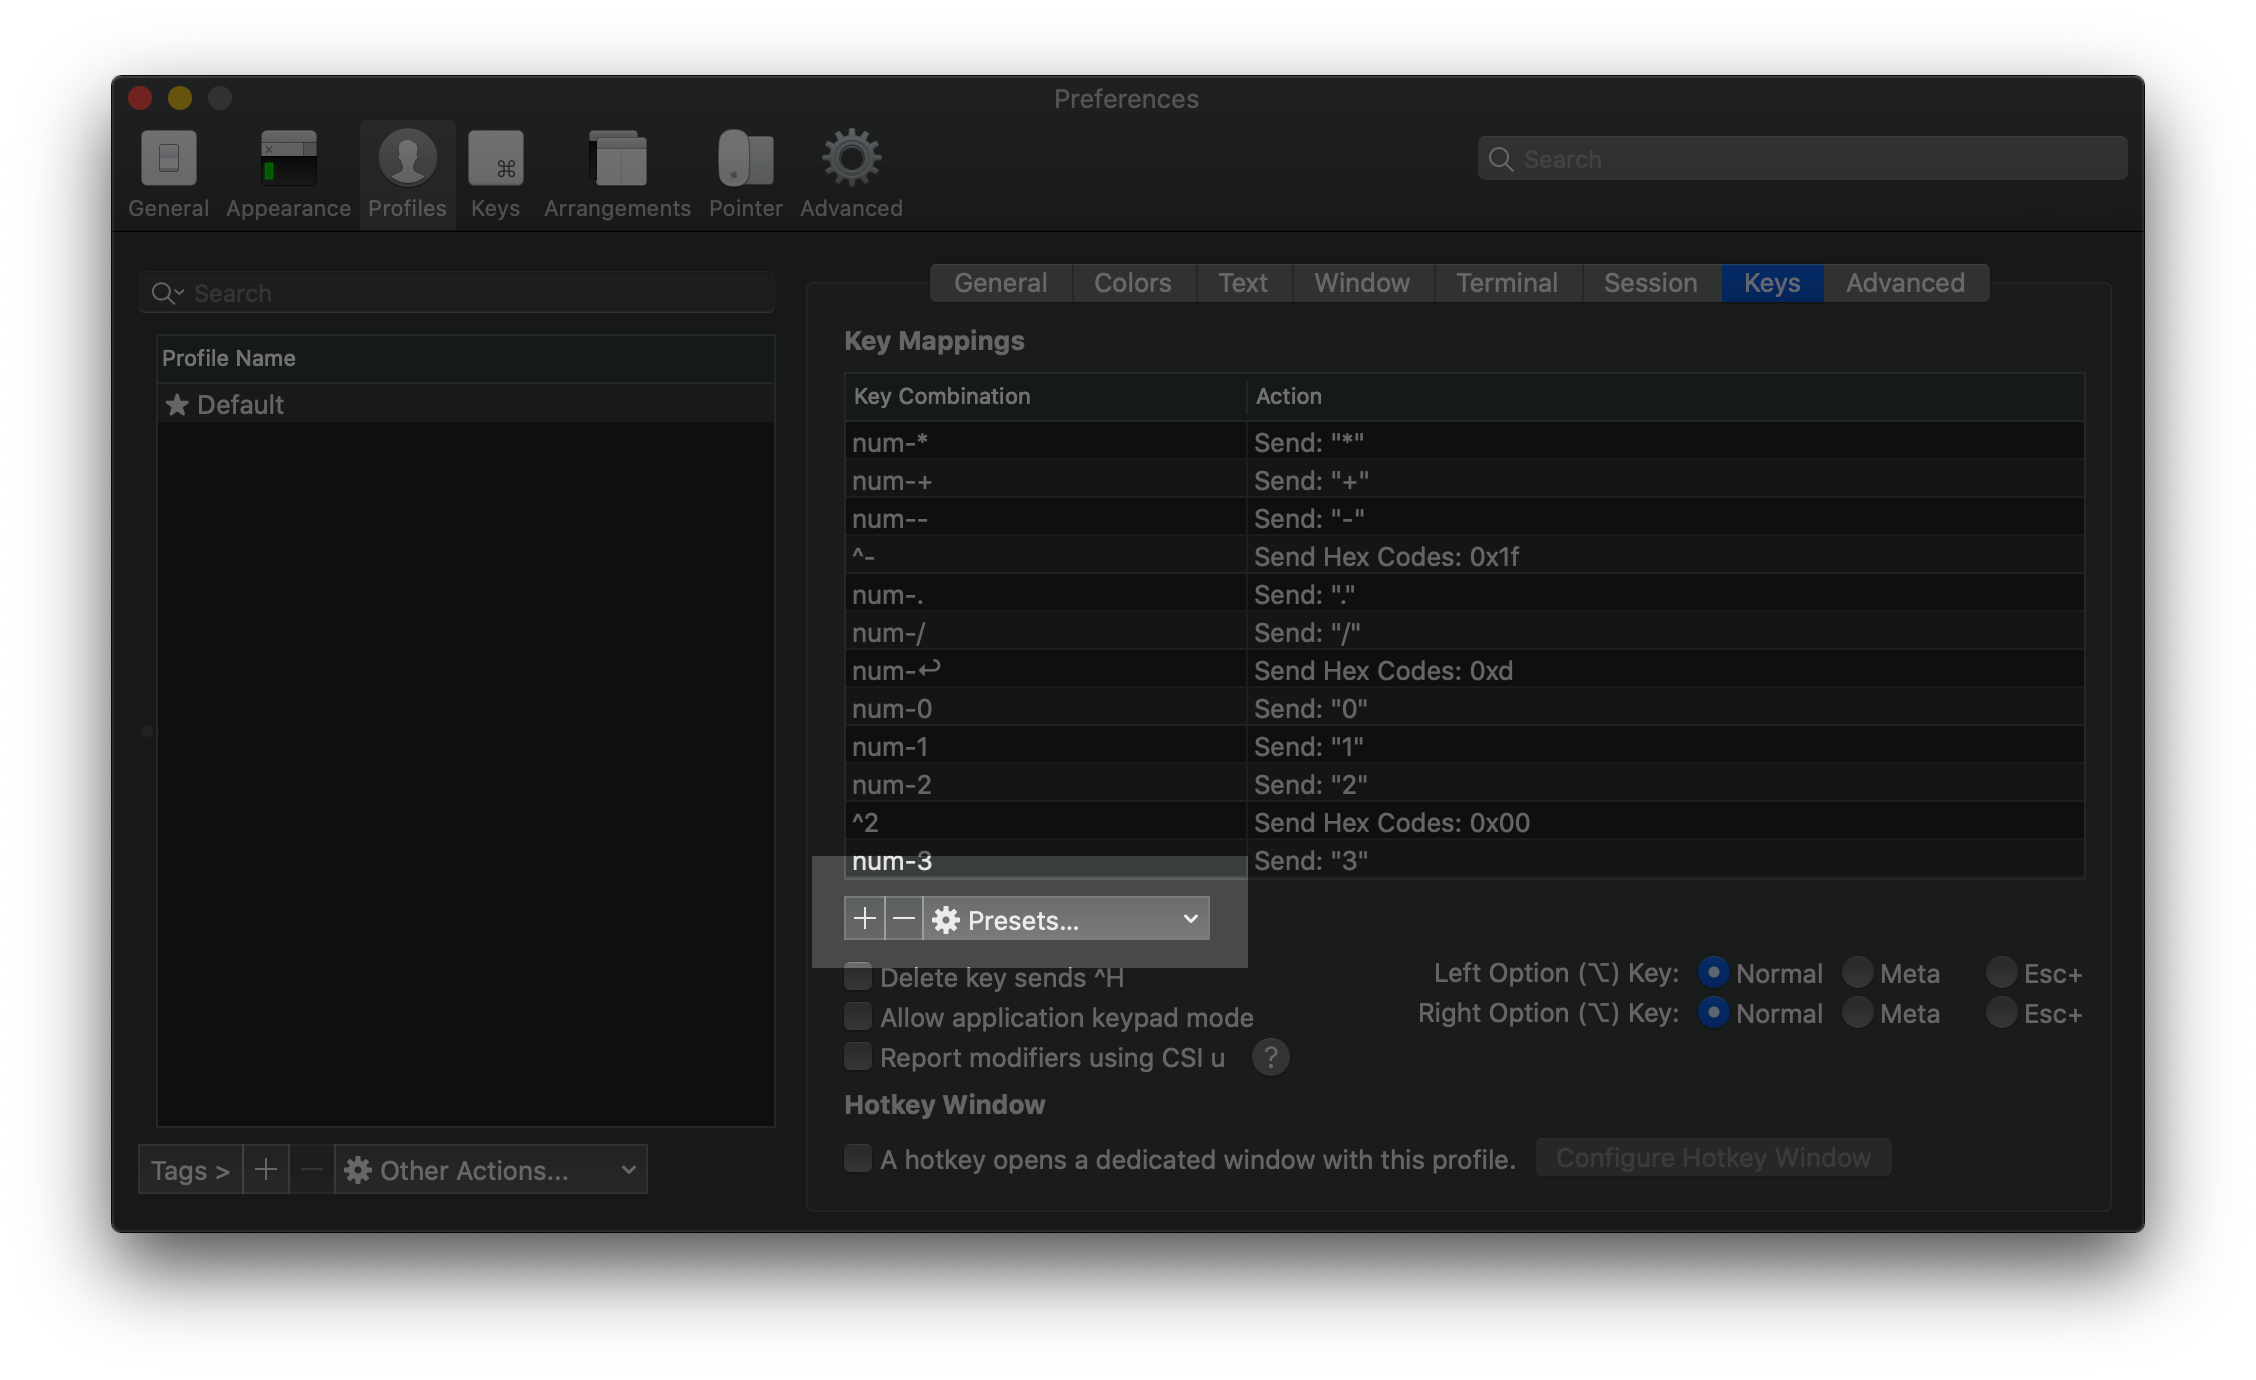 Preferences
General Appearance Profiles Keys Arrangements Pointer Advanced
Search
Search
General Colors Text Window Terminal Session Keys Advanced
Profile Name
★ Default
Key Mappings
Key Combination Action
num-* Send: "*"
num-+ Send: "+"
num-- Send: "-"
^- Send Hex Codes: 0x1f
num-. Send: "."
num-/ Send: "/"
num-↩ Send Hex Codes: 0xd
num-0 Send: "0"
num-1 Send: "1"
num-2 Send: "2"
^2 Send Hex Codes: 0x00
num-3 Send: "3"
+ — Presets...
Delete key sends ^H
Left Option (⌥) Key: Normal Meta Esc+
Allow application keypad mode
Right Option (⌥) Key: Normal Meta Esc+
Report modifiers using CSI u ?
Hotkey Window
A hotkey opens a dedicated window with this profile. Configure Hotkey Window
Tags > + — Other Actions...